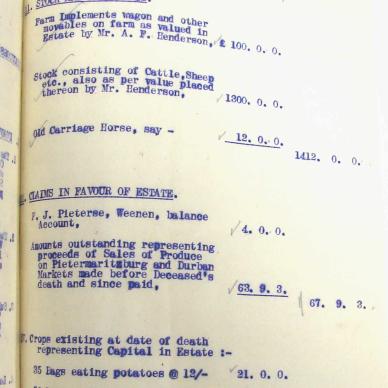 Farm Implements wagon and other
movables on farm as valued in
Estate by Mr. A. F. Henderson, £ 100. 0. 0.
Stock consisting of Cattle,Sheep
etc., also as per value placed
thereon by Mr. Henderson, 1300. 0. 0.
Old Carriage Horse, say - 12. 0. 0.
1412. 0. 0.
CLAIMS IN FAVOUR OF ESTATE.
F. J. Pieterse, Weenen, balance
Account, 4. 0. 0.
Amounts outstanding representing
proceeds of Sales of Produce
on Pietermaritzburg and Durban
Markets made before Deceased's
death and since paid, 63. 9. 3.
67. 9. 3.
Crops existing at date of death
representing Capital in Estate :-
35 Bags eating potatoes @ 12/- 21. 0. 0.